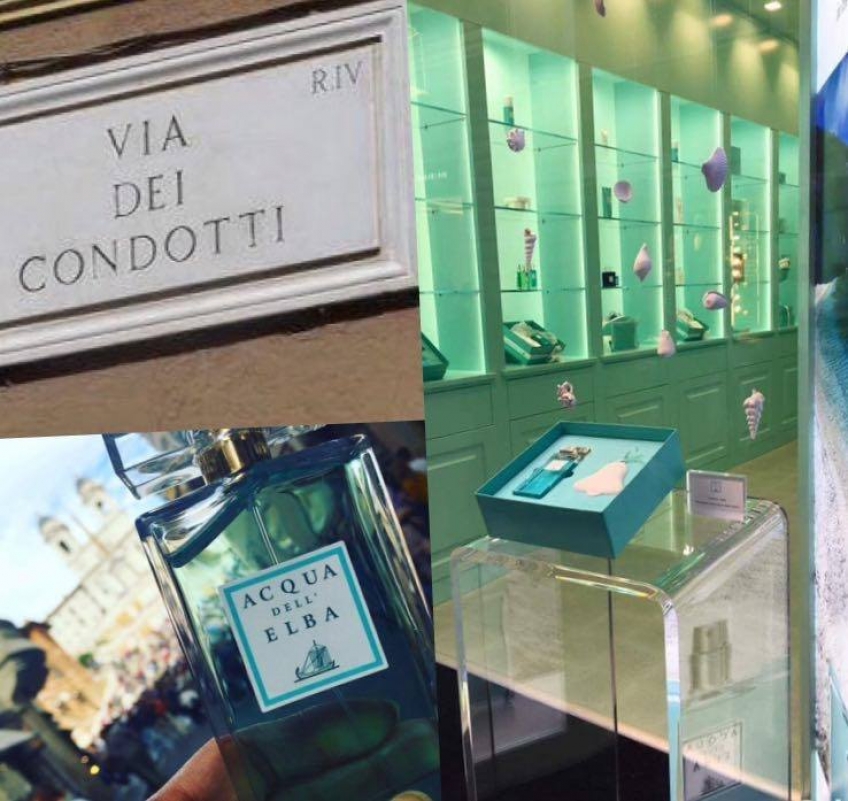 R.IV
VIA
DEI
CONDOTTI
ACQUA
DELL'
ELBA